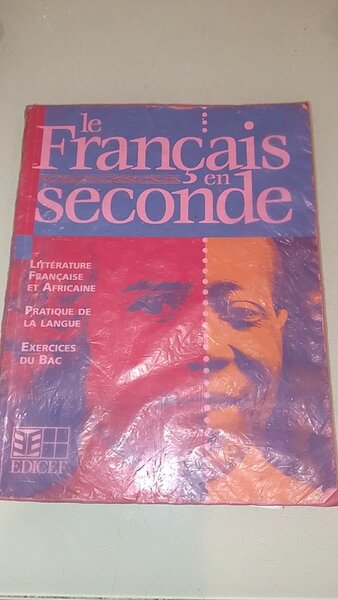 le
Français
en
seconde
LITTÉRATURE
FRANÇAISE
ET AFRICAINE
PRATIQUE DE
LA LANGUE
EXERCICES
DU BAC
EDICEF